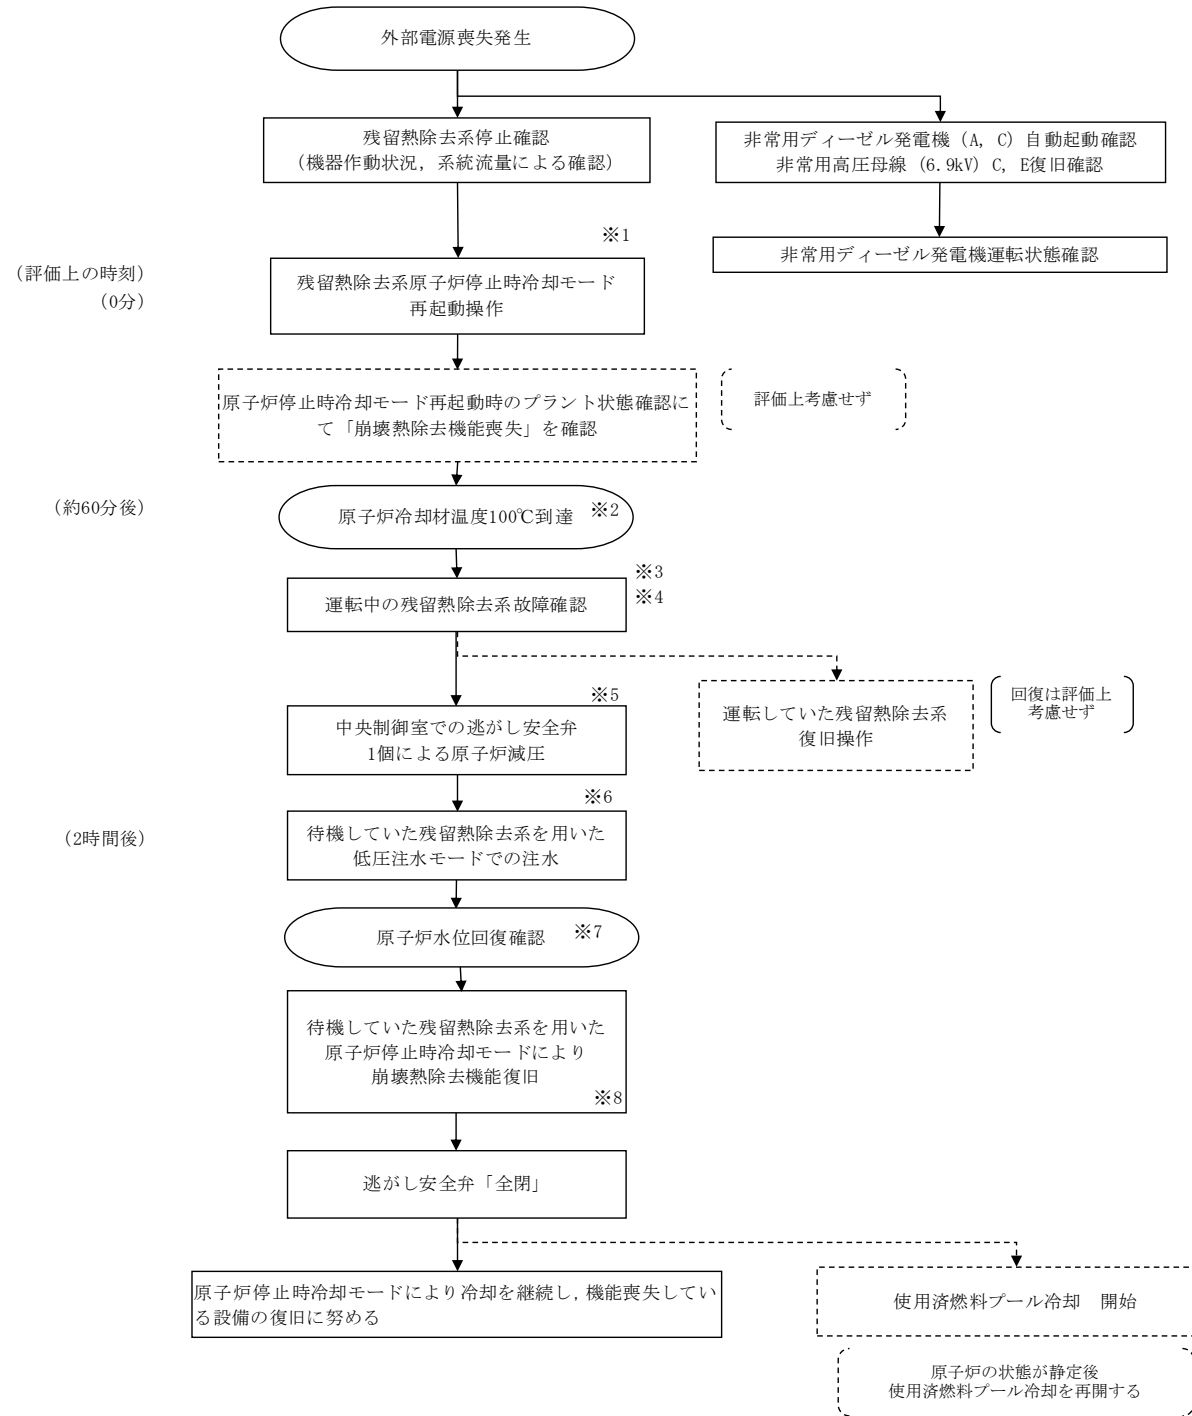 外部電源喪失発生
残留熱除去系停止確認
（機器作動状況，系統流量による確認）
非常用ディーゼル発電機（A, C）自動起動確認
非常用高圧母線（6.9kV）C, E復旧確認
非常用ディーゼル発電機運転状態確認
※1
（評価上の時刻）
（0分）
残留熱除去系原子炉停止時冷却モード
再起動操作
原子炉停止時冷却モード再起動時のプラント状態確認に
て「崩壊熱除去機能喪失」を確認
評価上考慮せず
（約60分後）
原子炉冷却材温度100℃到達 ※2
※3
運転中の残留熱除去系故障確認
※4
※5
中央制御室での逃がし安全弁
1個による原子炉減圧
運転していた残留熱除去系
復旧操作
回復は評価上
考慮せず
※6
（2時間後）
待機していた残留熱除去系を用いた
低圧注水モードでの注水
原子炉水位回復確認 ※7
待機していた残留熱除去系を用いた
原子炉停止時冷却モードにより
崩壊熱除去機能復旧
※8
逃がし安全弁「全閉」
原子炉停止時冷却モードにより冷却を継続し，機能喪失してい
る設備の復旧に努める
使用済燃料プール冷却　開始
原子炉の状態が静定後
使用済燃料プール冷却を再開する